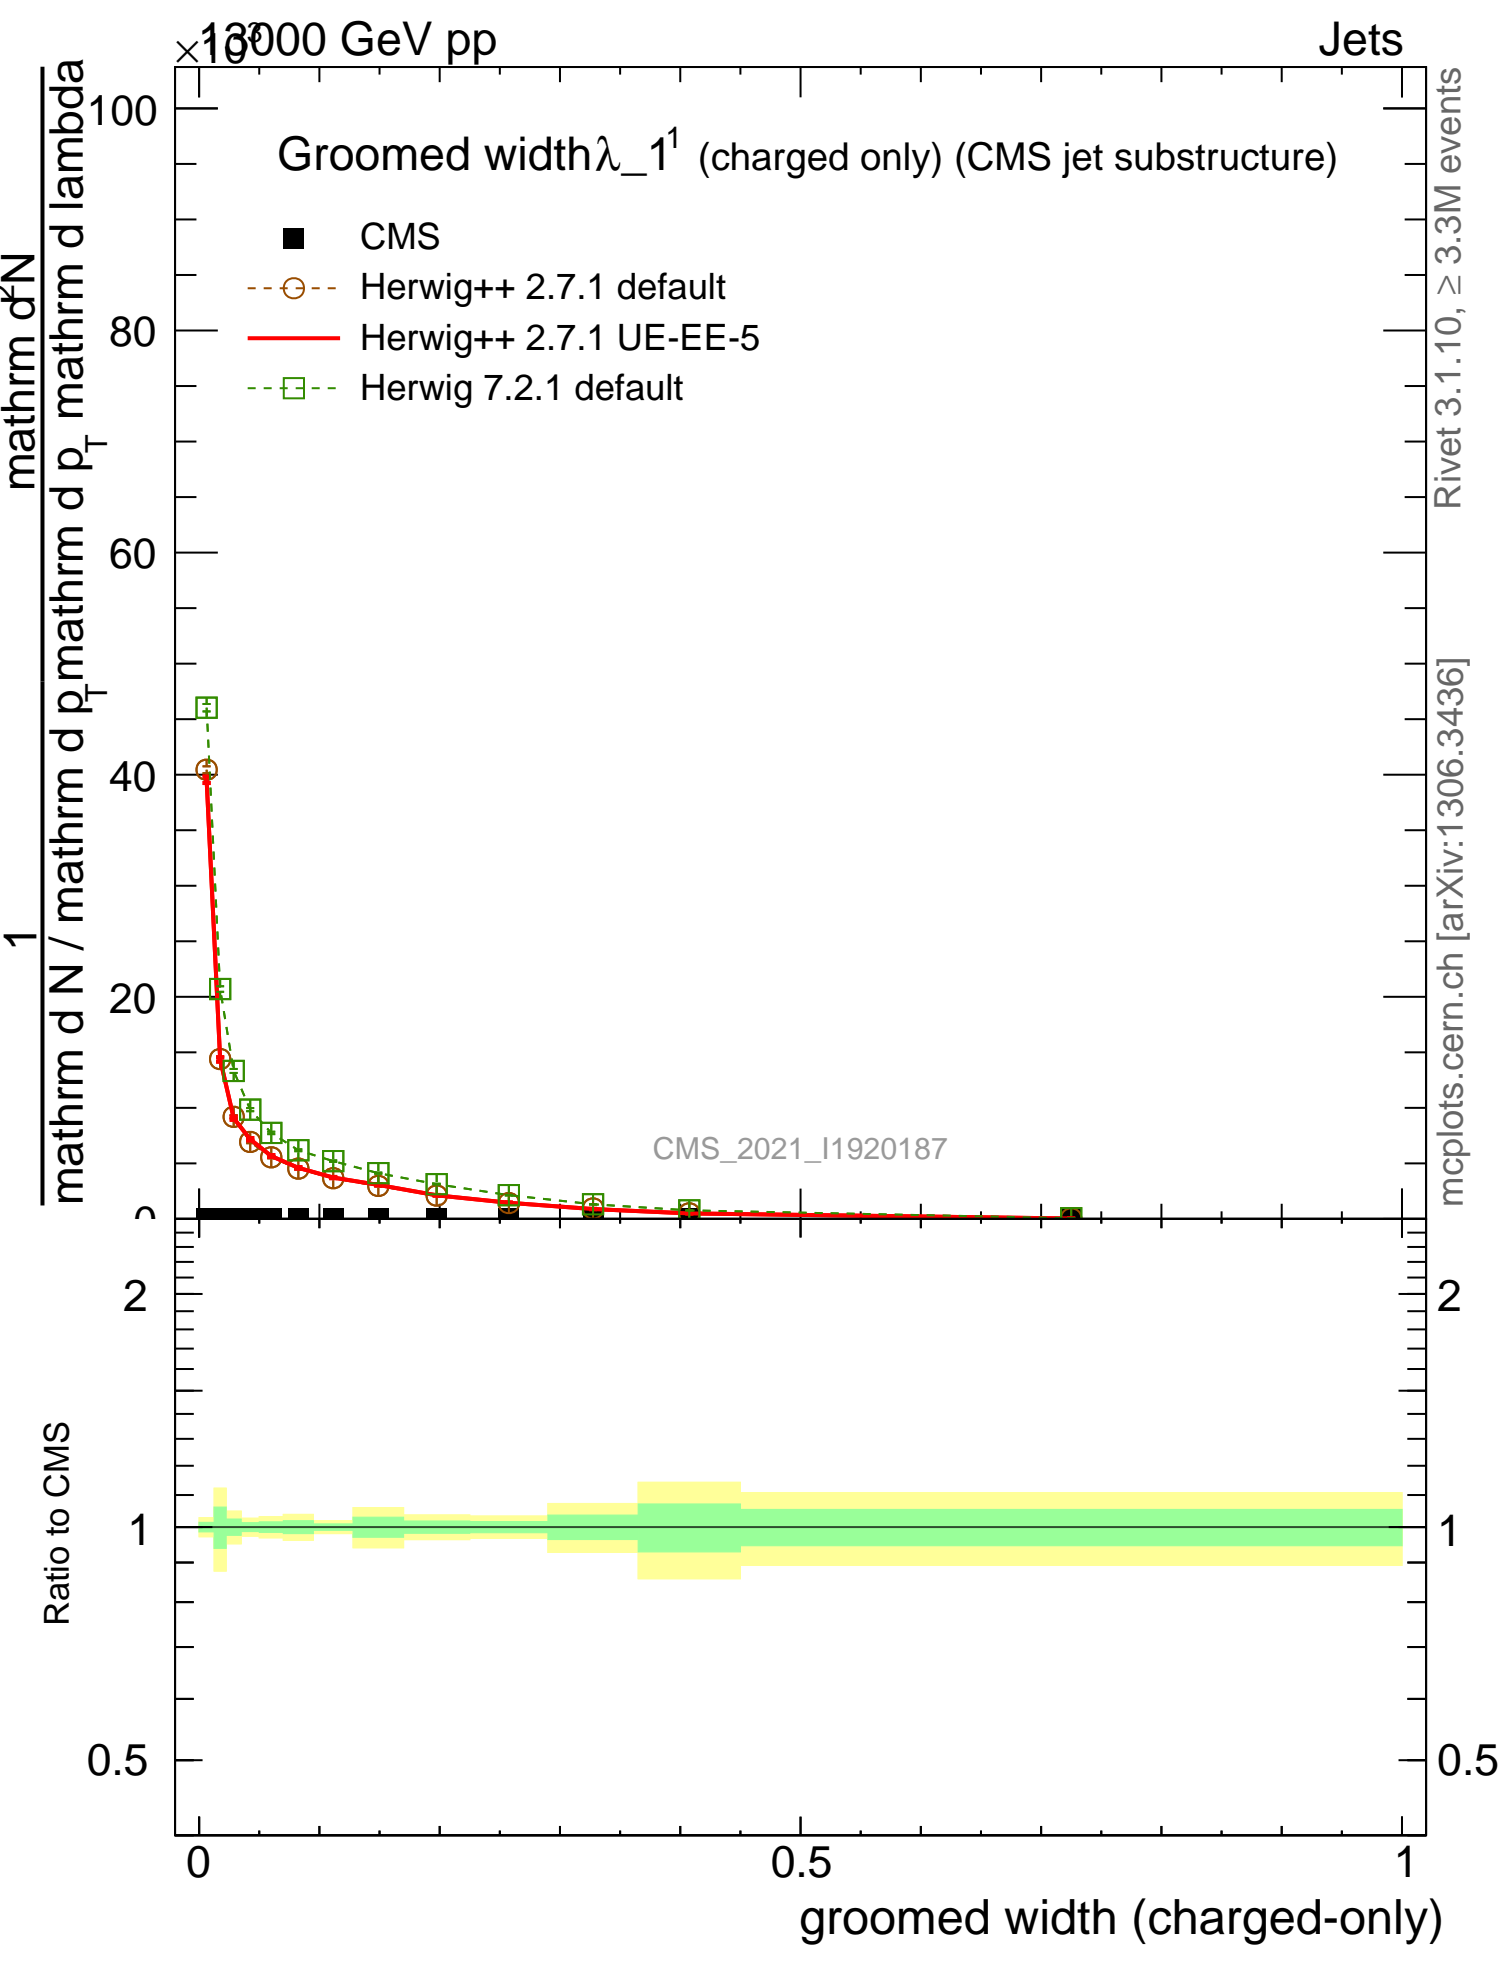 ×10³
13000 GeV pp
Jets
Groomed width λ_1¹ (charged only) (CMS jet substructure)
CMS
Herwig++ 2.7.1 default
Herwig++ 2.7.1 UE-EE-5
Herwig 7.2.1 default
100
80
60
40
20
0
mathrm d²N
mathrm d N / mathrm d p_T mathrm d p_T mathrm d lambda
1
CMS_2021_I1920187
Rivet 3.1.10, ≥ 3.3M events
mcplots.cern.ch [arXiv:1306.3436]
Ratio to CMS
2
1
0.5
2
1
0.5
0
0.5
1
groomed width (charged-only)